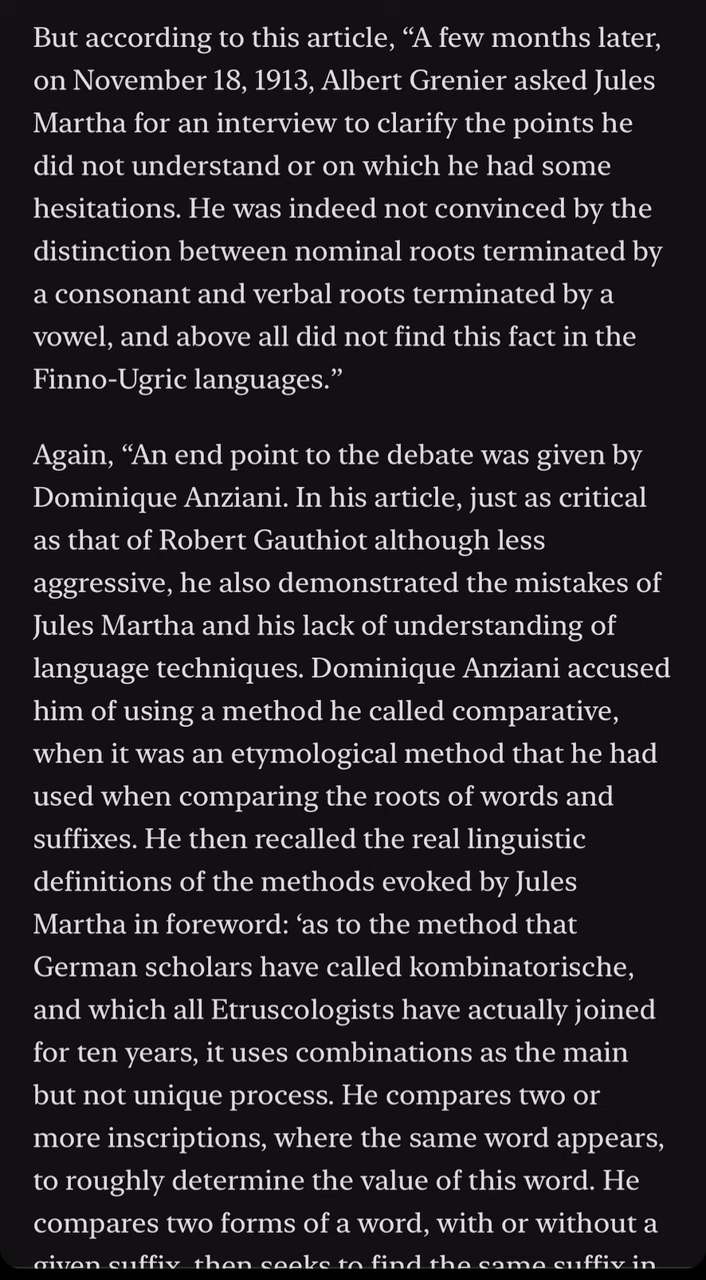 But according to this article, “A few months later,
on November 18, 1913, Albert Grenier asked Jules
Martha for an interview to clarify the points he
did not understand or on which he had some
hesitations. He was indeed not convinced by the
distinction between nominal roots terminated by
a consonant and verbal roots terminated by a
vowel, and above all did not find this fact in the
Finno-Ugric languages.”
Again, “An end point to the debate was given by
Dominique Anziani. In his article, just as critical
as that of Robert Gauthiot although less
aggressive, he also demonstrated the mistakes of
Jules Martha and his lack of understanding of
language techniques. Dominique Anziani accused
him of using a method he called comparative,
when it was an etymological method that he had
used when comparing the roots of words and
suffixes. He then recalled the real linguistic
definitions of the methods evoked by Jules
Martha in foreword: ‘as to the method that
German scholars have called kombinatorische,
and which all Etruscologists have actually joined
for ten years, it uses combinations as the main
but not unique process. He compares two or
more inscriptions, where the same word appears,
to roughly determine the value of this word. He
compares two forms of a word, with or without a
given suffix, then seeks to find the same suffix in